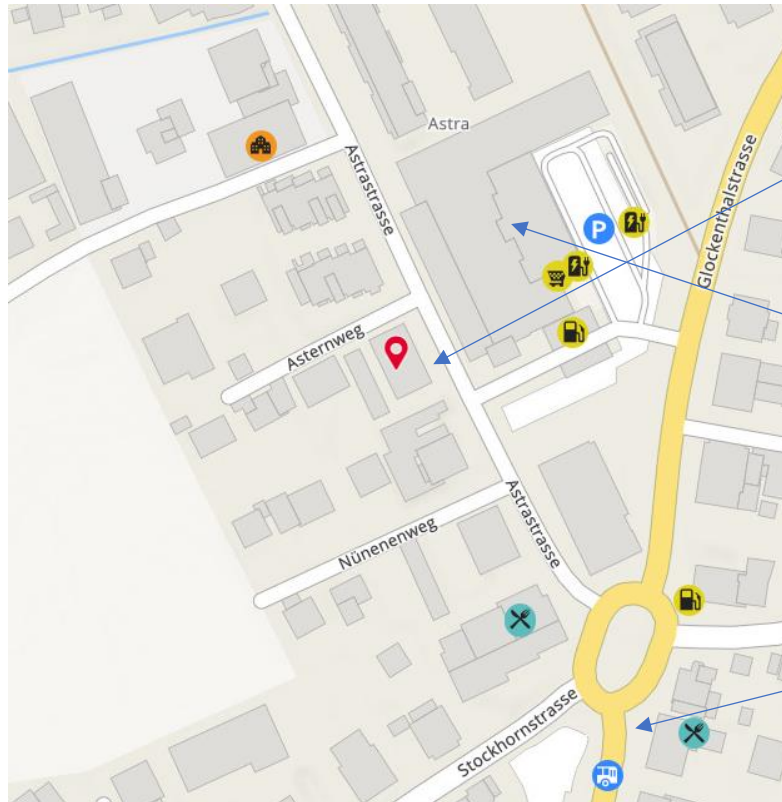 Astra
Astrastrasse
Glockenthalstrasse
P
Asternweg
Astrastrasse
Nünenenweg
Stockhornstrasse